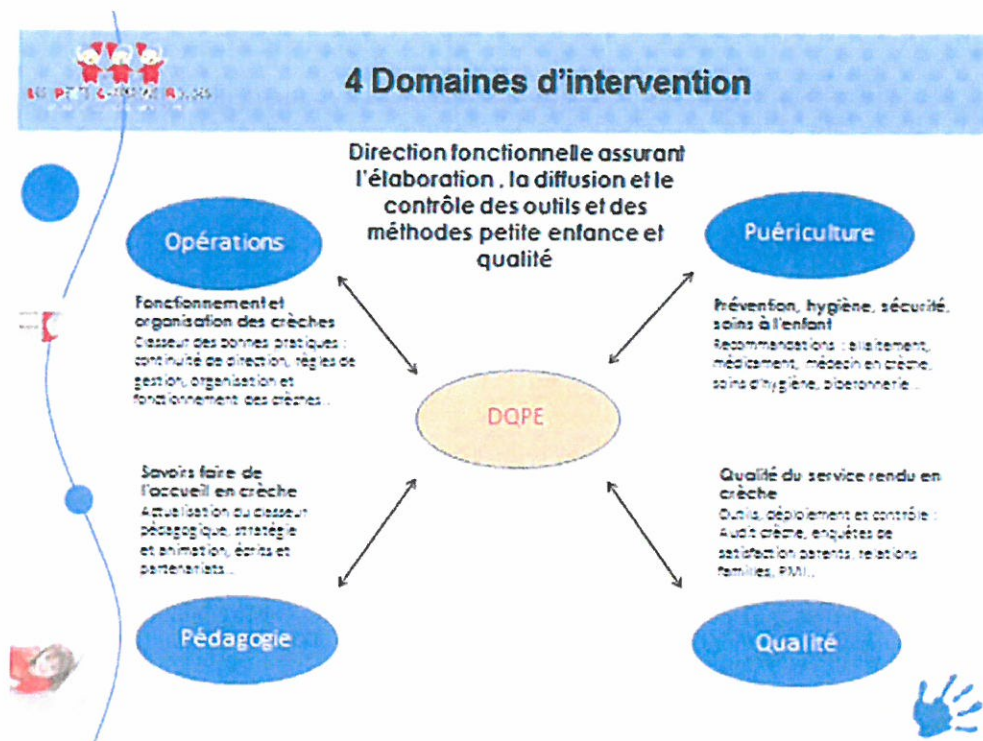 4 Domaines d'intervention
Direction fonctionnelle assurant
l'élaboration , la diffusion et le
contrôle des outils et des
méthodes petite enfance et
qualité
Opérations
Fonctionnement et
organisation des crèches
Classeur des bonnes pratiques :
continuité de direction, règles de
gestion, organisation et
fonctionnement des crèches...
Puériculture
Prévention, hygiène, sécurité,
soins à l'enfant
Recommandations : allaitement,
médicament, médecin en crèche,
soins d'hygiène, biberonnerie...
DQPE
Savoirs faire de
l'accueil en crèche
Actualisation du classeur
pédagogique, stratégie
et animation, écrits et
partenariats...
Pédagogie
Qualité du service rendu en
crèche
Outils, déploiement et contrôle :
Audit crèche, enquêtes de
satisfaction parents, relations
familles, PMI...
Qualité